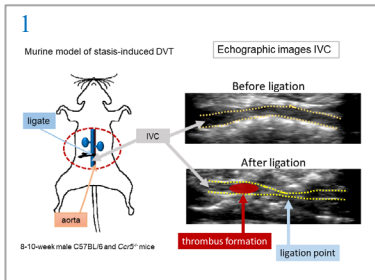 1
Murine model of stasis-induced DVT
Echographic images IVC
Before ligation
ligate
IVC
After ligation
aorta
thrombus formation
ligation point
8-10-week male C57BL/6 and Ccr5-/- mice